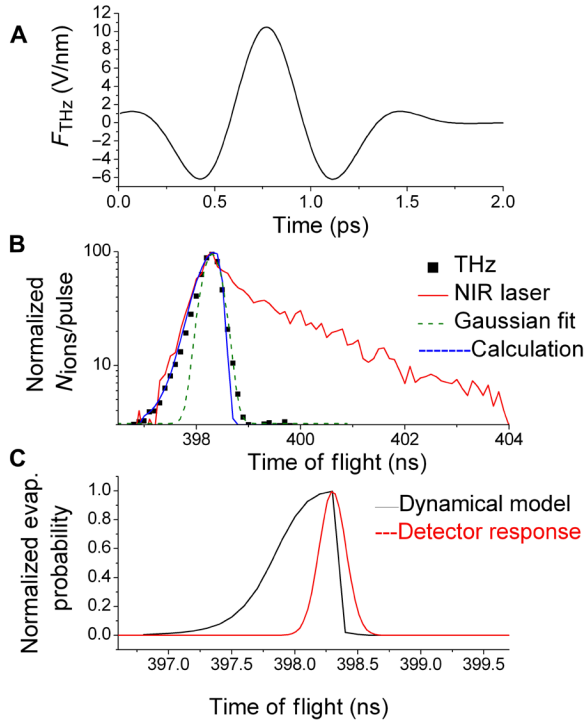 A
12
10
8
6
4
2
0
−2
−4
−6
F_THz (V/nm)
0.0 0.5 1.0 1.5 2.0
Time (ps)
B
100
10
Normalized
N_ions/pulse
THz
NIR laser
Gaussian fit
Calculation
398 400 402 404
Time of flight (ns)
C
1.0
0.8
0.6
0.4
0.2
0.0
Normalized evap.
probability
Dynamical model
Detector response
397.0 397.5 398.0 398.5 399.0 399.5
Time of flight (ns)